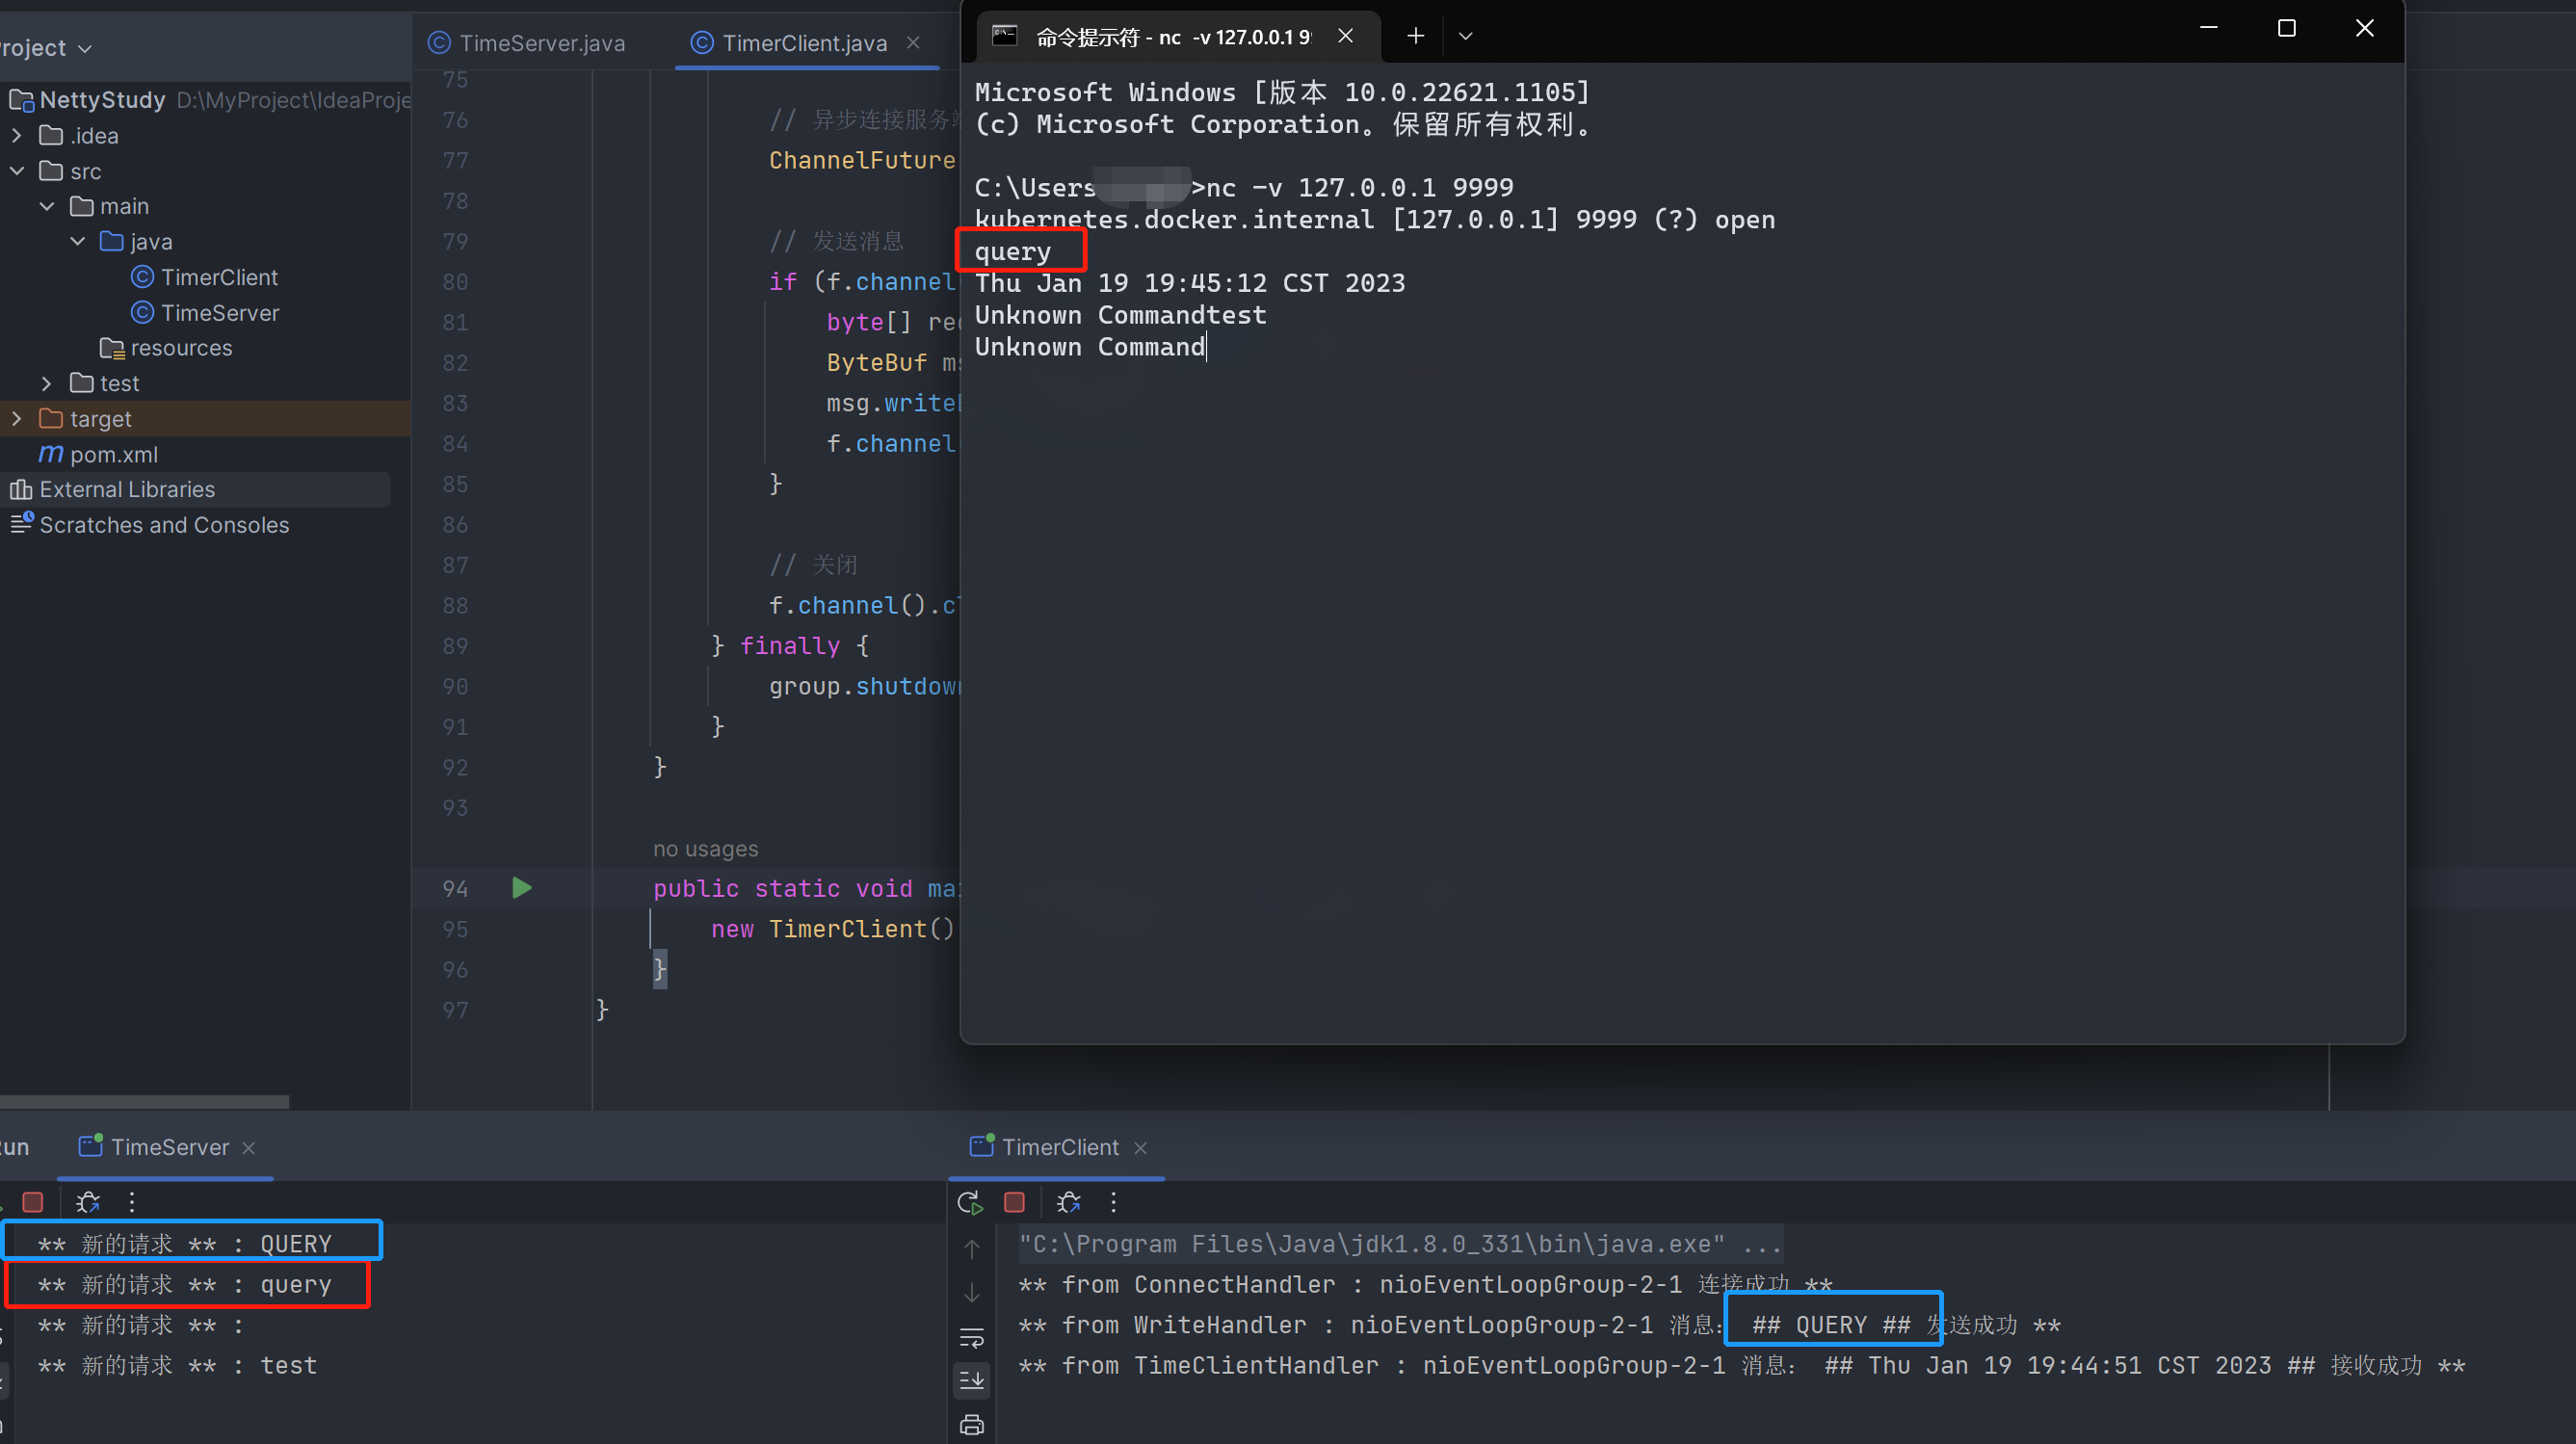 Project
TimeServer.java
TimerClient.java
NettyStudy D:\MyProject\IdeaProje
.idea
src
main
java
TimerClient
TimeServer
resources
test
target
pom.xml
External Libraries
Scratches and Consoles
75
76 // 异步连接服务
77 ChannelFuture
78
79 // 发送消息
80 if (f.channel
81 byte[] re
82 ByteBuf m
83 msg.write
84 f.channel
85 }
86
87 // 关闭
88 f.channel().c
89 } finally {
90 group.shutdow
91 }
92 }
93
no usages
94 public static void ma
95 new TimerClient()
96 }
97 }
命令提示符 - nc -v 127.0.0.1 9
Microsoft Windows [版本 10.0.22621.1105]
(c) Microsoft Corporation。保留所有权利。
C:\Users >nc -v 127.0.0.1 9999
kubernetes.docker.internal [127.0.0.1] 9999 (?) open
query
Thu Jan 19 19:45:12 CST 2023
Unknown Commandtest
Unknown Command
Run
TimeServer
** 新的请求 ** : QUERY
** 新的请求 ** : query
** 新的请求 ** :
** 新的请求 ** : test
TimerClient
"C:\Program Files\Java\jdk1.8.0_331\bin\java.exe" ...
** from ConnectHandler : nioEventLoopGroup-2-1 连接成功 **
** from WriteHandler : nioEventLoopGroup-2-1 消息： ## QUERY ## 发送成功 **
** from TimeClientHandler : nioEventLoopGroup-2-1 消息： ## Thu Jan 19 19:44:51 CST 2023 ## 接收成功 **